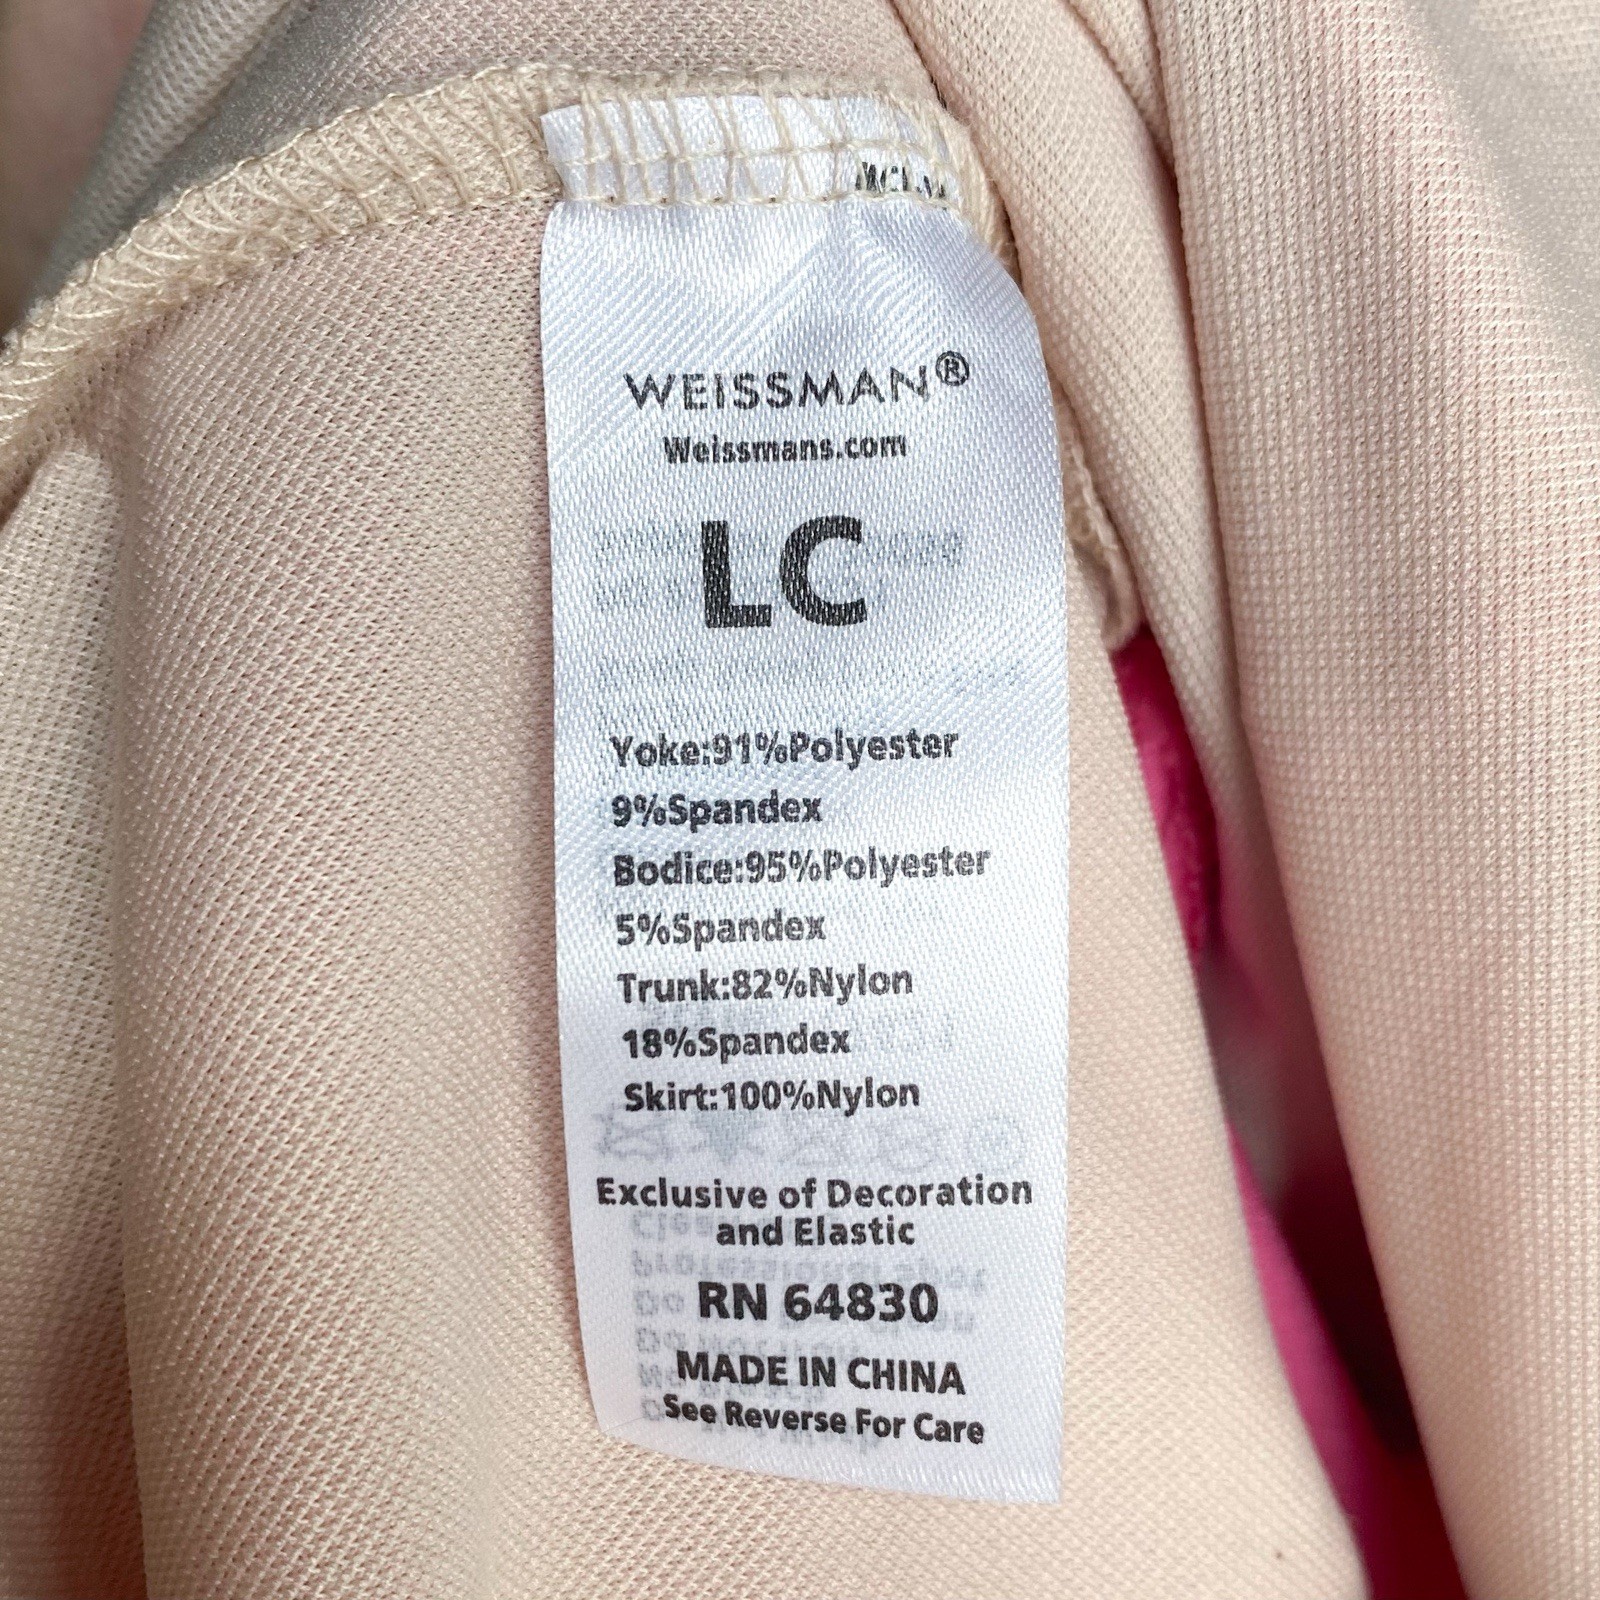 WEISSMAN®
Weissmans.com
LC
Yoke:91%Polyester
9%Spandex
Bodice:95%Polyester
5%Spandex
Trunk:82%Nylon
18%Spandex
Skirt:100%Nylon
Exclusive of Decoration
and Elastic
RN 64830
MADE IN CHINA
See Reverse For Care